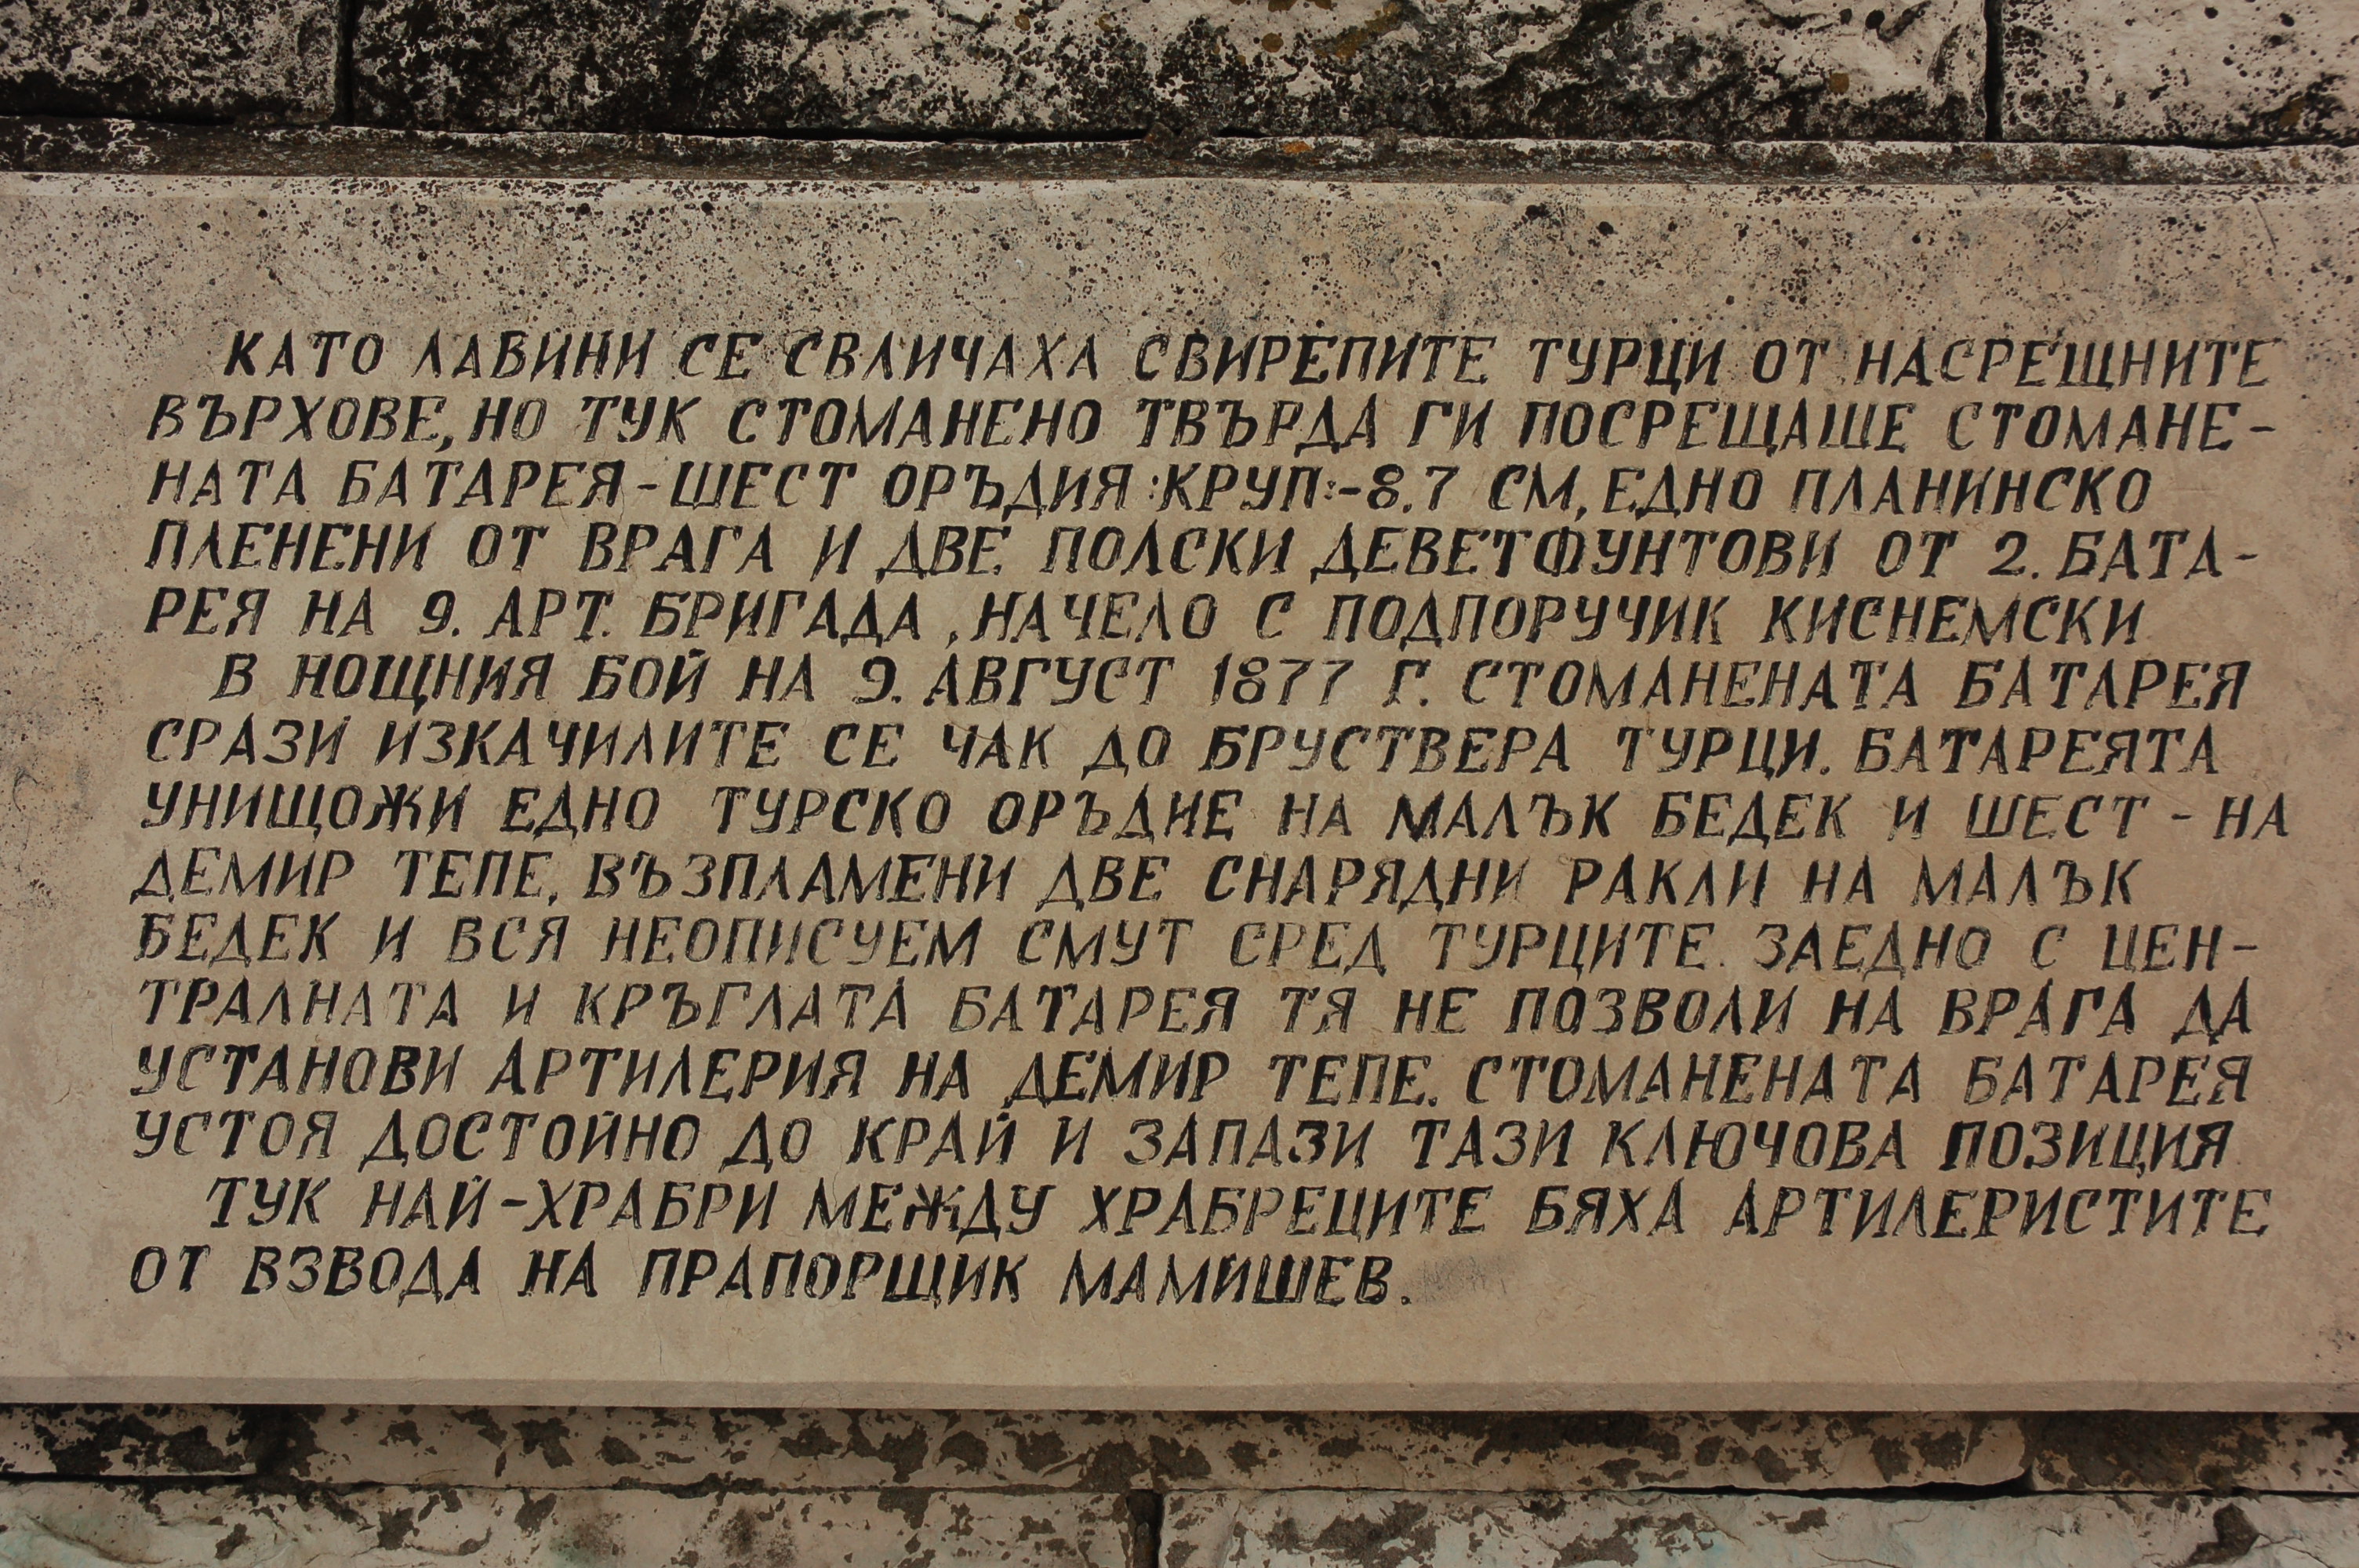 КАТО ЛАВИНИ СЕ СВЛИЧАХА СВИРЕПИТЕ ТУРЦИ ОТ НАСРЕЩНИТЕ
ВЪРХОВЕ, НО ТУК СТОМАНЕНО ТВЪРДА ГИ ПОСРЕЩАШЕ СТОМАНЕ-
НАТА БАТАРЕЯ - ШЕСТ ОРЪДИЯ :КРУП:-8.7 СМ, ЕДНО ПЛАНИНСКО
ПЛЕНЕНИ ОТ ВРАГА И ДВЕ ПОЛСКИ ДЕВЕТФУНТОВИ ОТ 2. БАТА-
РЕЯ НА 9. АРТ. БРИГАДА, НАЧЕЛО С ПОДПОРУЧИК КИСНЕМСКИ
В НОЩНИЯ БОЙ НА 9. АВГУСТ 1877 Г. СТОМАНЕНАТА БАТАРЕЯ
СРАЗИ ИЗКАЧИЛИТЕ СЕ ЧАК ДО БРУСТВЕРА ТУРЦИ. БАТАРЕЯТА
УНИЩОЖИ ЕДНО ТУРСКО ОРЪДИЕ НА МАЛЪК БЕДЕК И ШЕСТ - НА
ДЕМИР ТЕПЕ, ВЪЗПЛАМЕНИ ДВЕ СНАРЯДНИ РАКЛИ НА МАЛЪК
БЕДЕК И ВСЯ НЕОПИСУЕМ СМУТ СРЕД ТУРЦИТЕ. ЗАЕДНО С ЦЕН-
ТРАЛНАТА И КРЪГЛАТА БАТАРЕЯ ТЯ НЕ ПОЗВОЛИ НА ВРАГА ДА
УСТАНОВИ АРТИЛЕРИЯ НА ДЕМИР ТЕПЕ. СТОМАНЕНАТА БАТАРЕЯ
УСТОЯ ДОСТОЙНО ДО КРАЙ И ЗАПАЗИ ТАЗИ КЛЮЧОВА ПОЗИЦИЯ
ТУК НАЙ-ХРАБРИ МЕЖДУ ХРАБРЕЦИТЕ БЯХА АРТИЛЕРИСТИТЕ
ОТ ВЗВОДА НА ПРАПОРЩИК МАМИШЕВ.